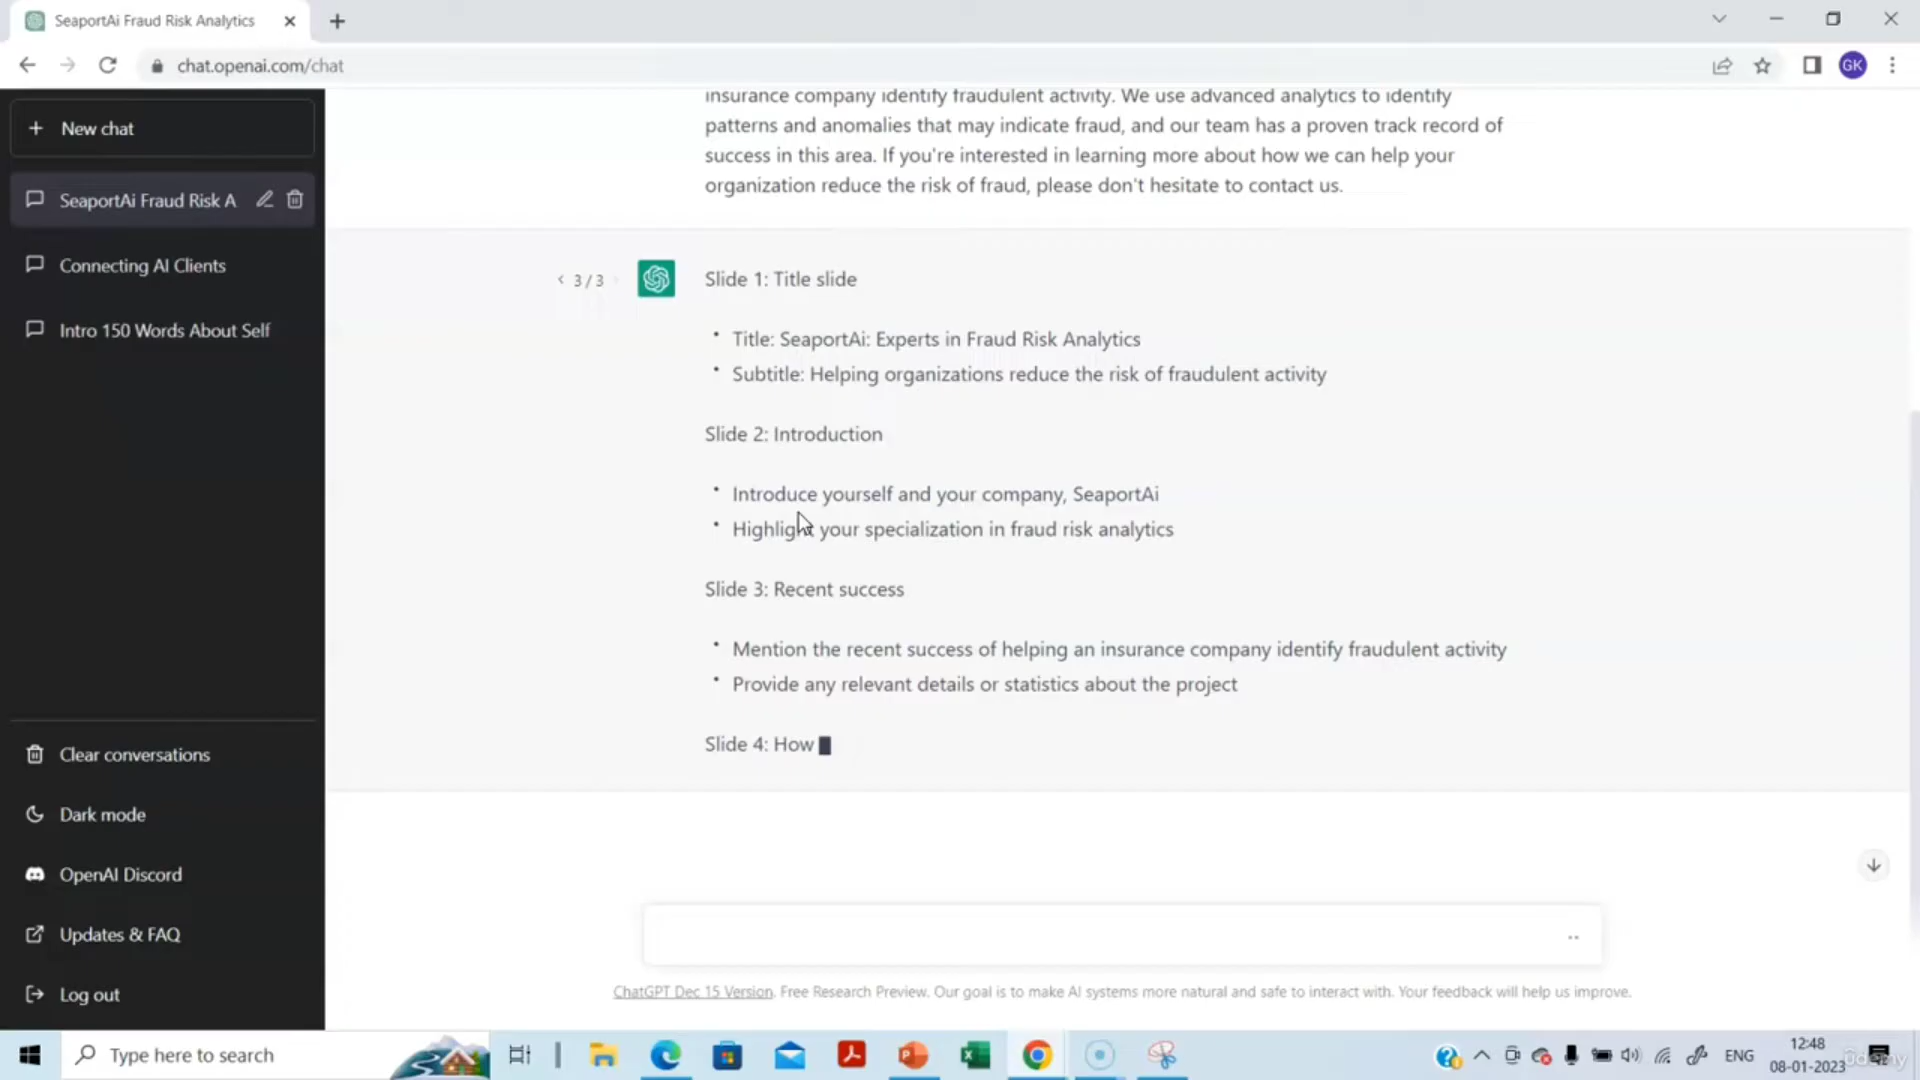 SeaportAi Fraud Risk Analytics
chat.openai.com/chat
GK
New chat
SeaportAi Fraud Risk A
Connecting AI Clients
Intro 150 Words About Self
Clear conversations
Dark mode
OpenAI Discord
Updates & FAQ
Log out
insurance company identify fraudulent activity. We use advanced analytics to identify
patterns and anomalies that may indicate fraud, and our team has a proven track record of
success in this area. If you're interested in learning more about how we can help your
organization reduce the risk of fraud, please don't hesitate to contact us.
< 3 / 3
Slide 1: Title slide
• Title: SeaportAi: Experts in Fraud Risk Analytics
• Subtitle: Helping organizations reduce the risk of fraudulent activity
Slide 2: Introduction
• Introduce yourself and your company, SeaportAi
• Highlight your specialization in fraud risk analytics
Slide 3: Recent success
• Mention the recent success of helping an insurance company identify fraudulent activity
• Provide any relevant details or statistics about the project
Slide 4: How
ChatGPT Dec 15 Version. Free Research Preview. Our goal is to make AI systems more natural and safe to interact with. Your feedback will help us improve.
Type here to search
ENG
12:48
08-01-2023
udemy